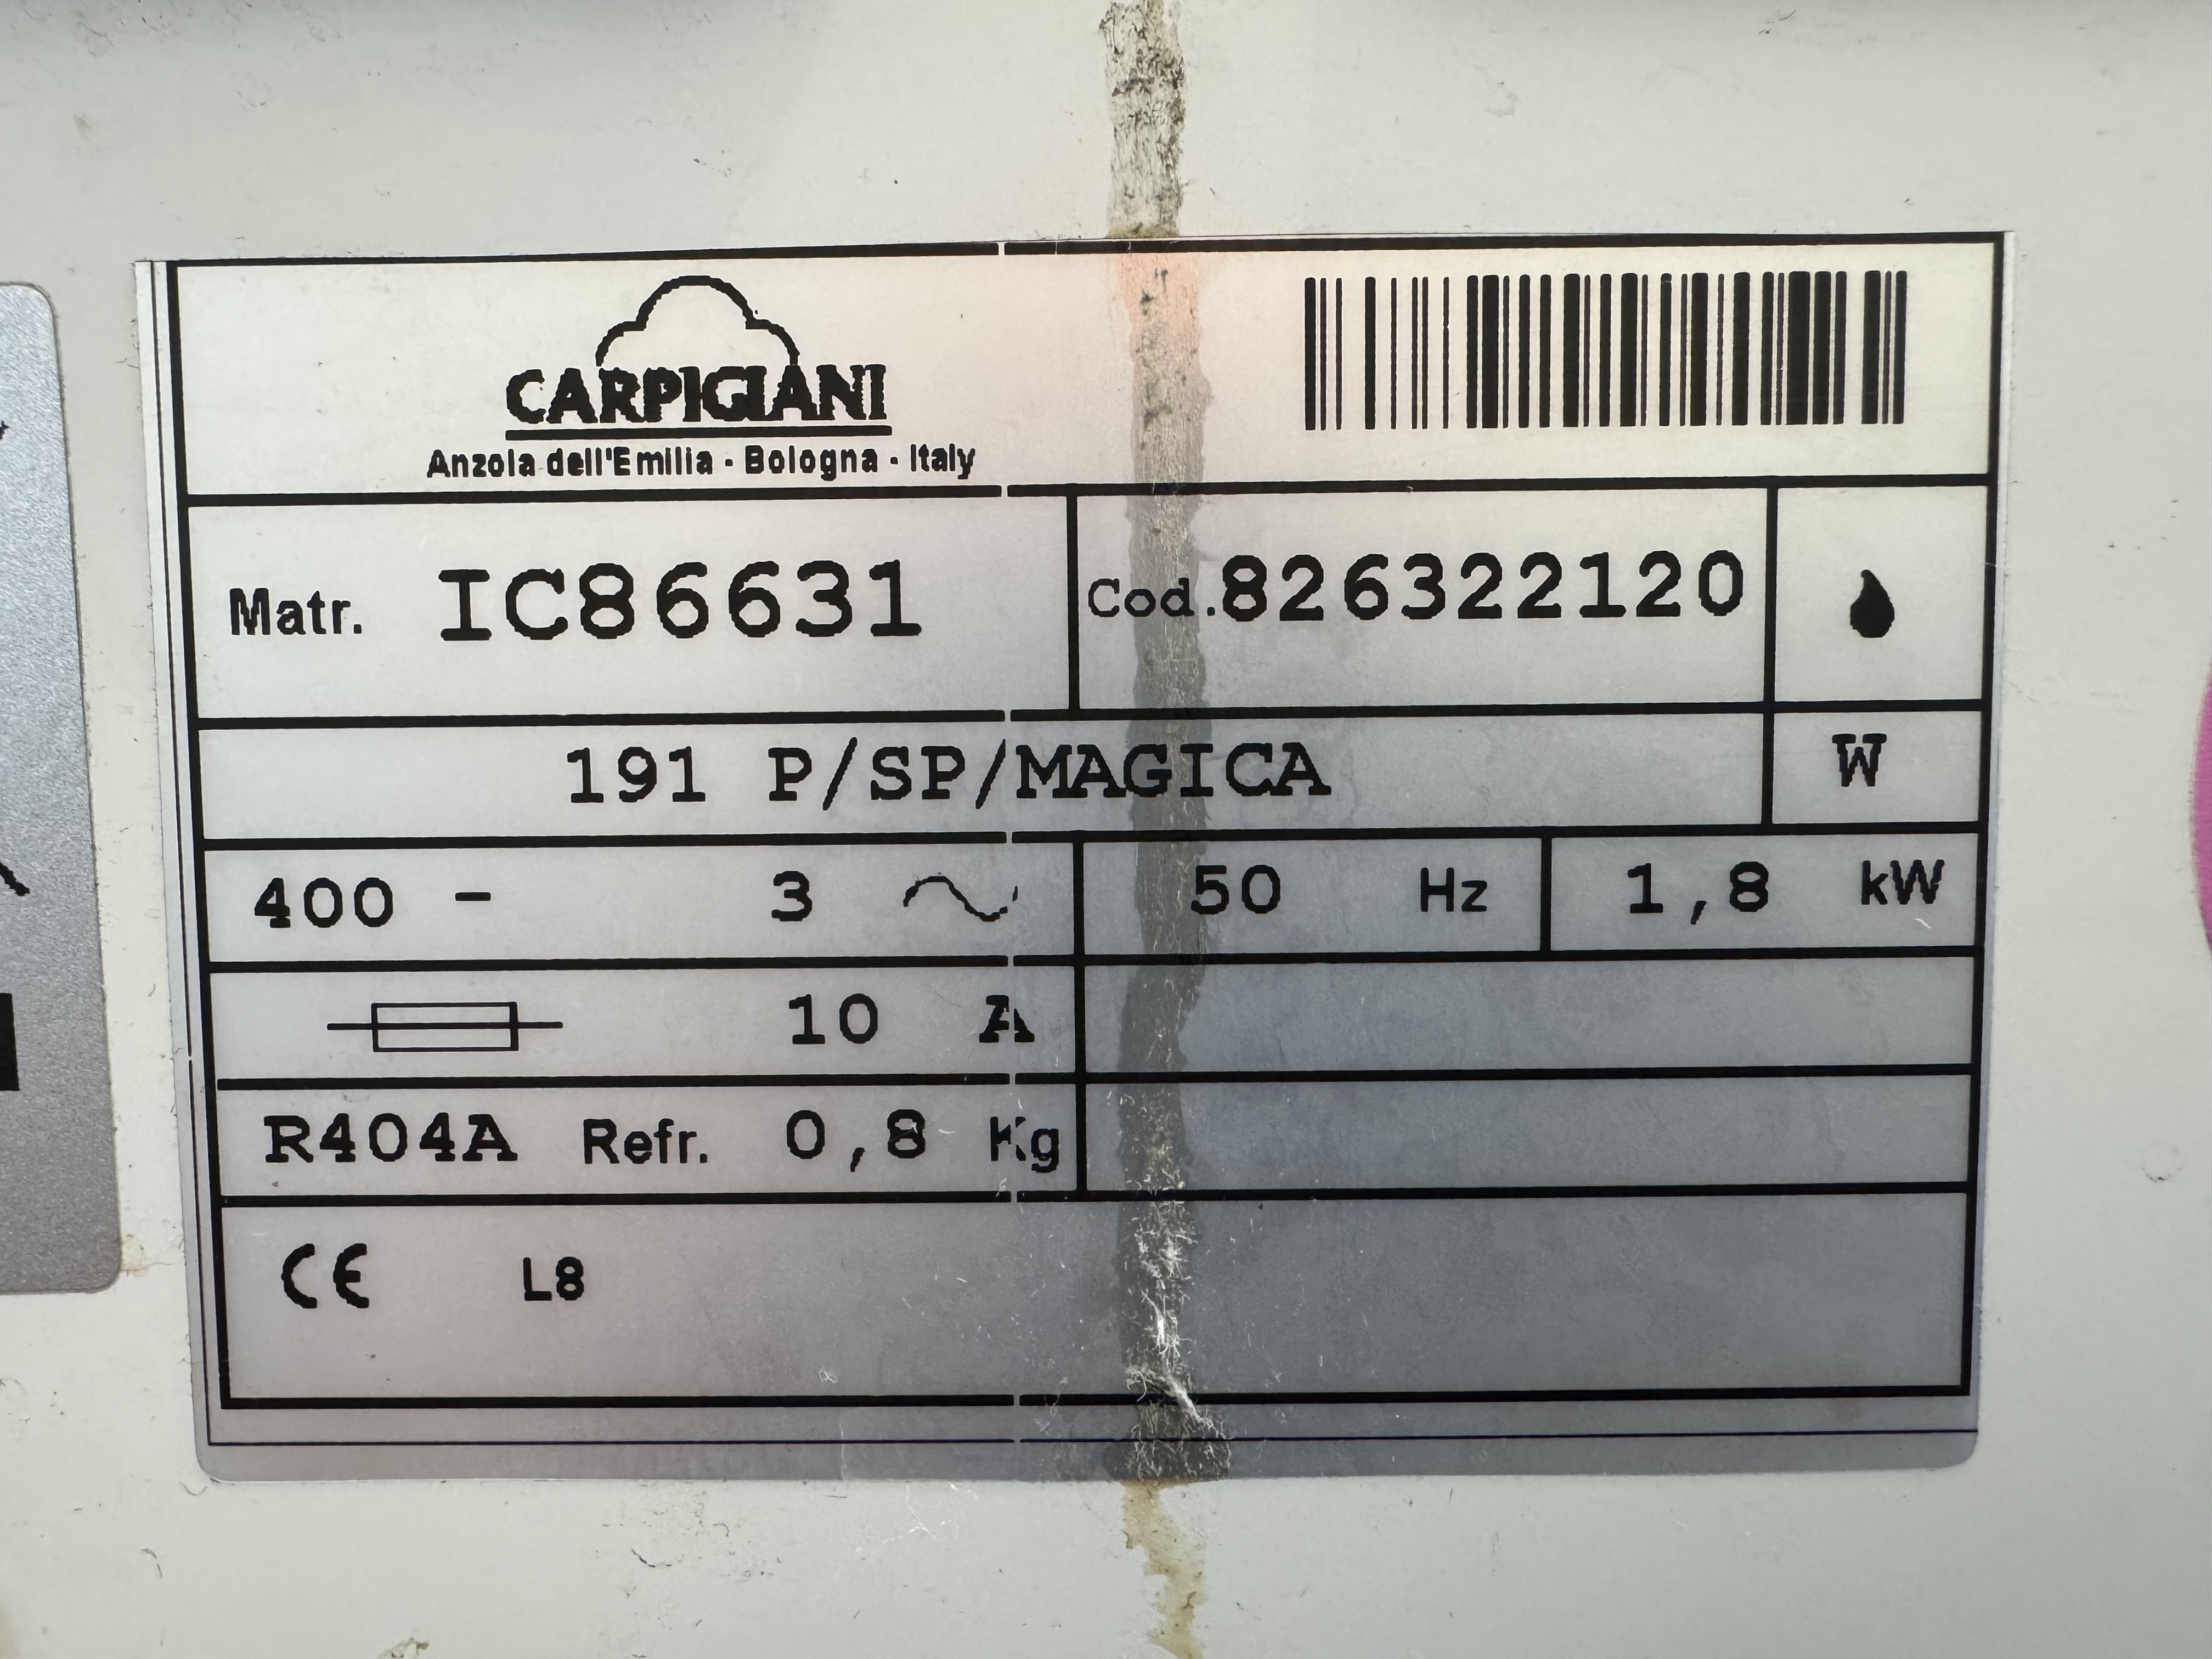 CARPIGIANI
Anzola dell'Emilia - Bologna - Italy
Matr. IC86631 Cod.826322120
191 P/SP/MAGICA W
400 - 3 ~ 50 Hz 1,8 kW
10 A
R404A Refr. 0,8 Kg
CE L8